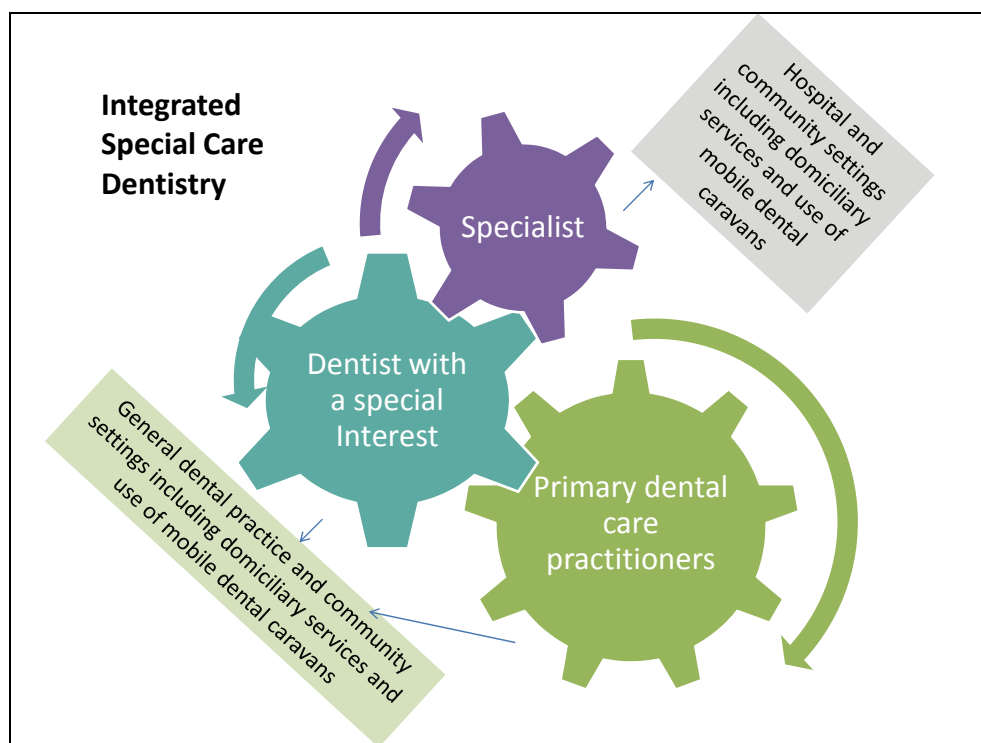 Integrated
Special Care
Dentistry
Hospital and
community settings
including domiciliary
services and use of
mobile dental
caravans
Specialist
Dentist with
a special
Interest
General dental practice and community
settings including domiciliary services and
use of mobile dental caravans
Primary dental
care
practitioners